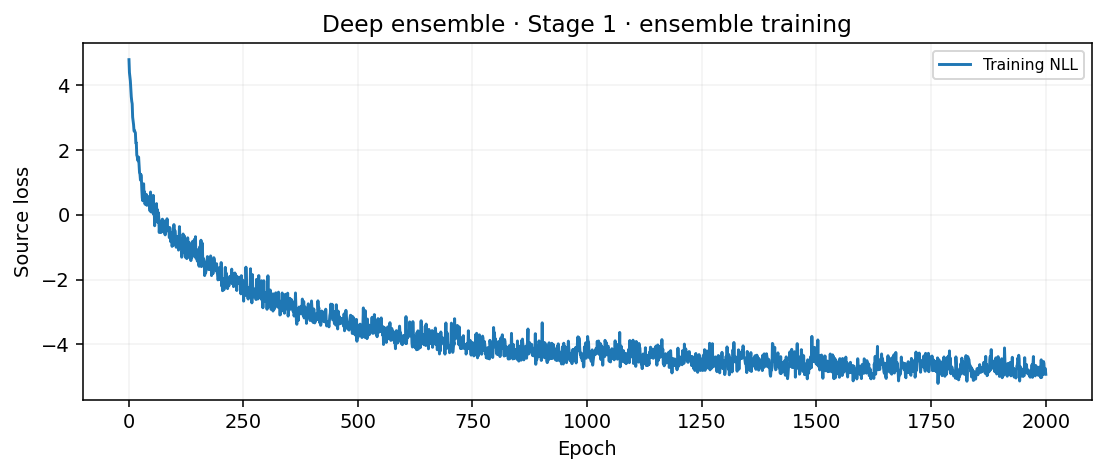 Deep ensemble · Stage 1 · ensemble training
Training NLL
Source loss
4
2
0
−2
−4
0 250 500 750 1000 1250 1500 1750 2000
Epoch